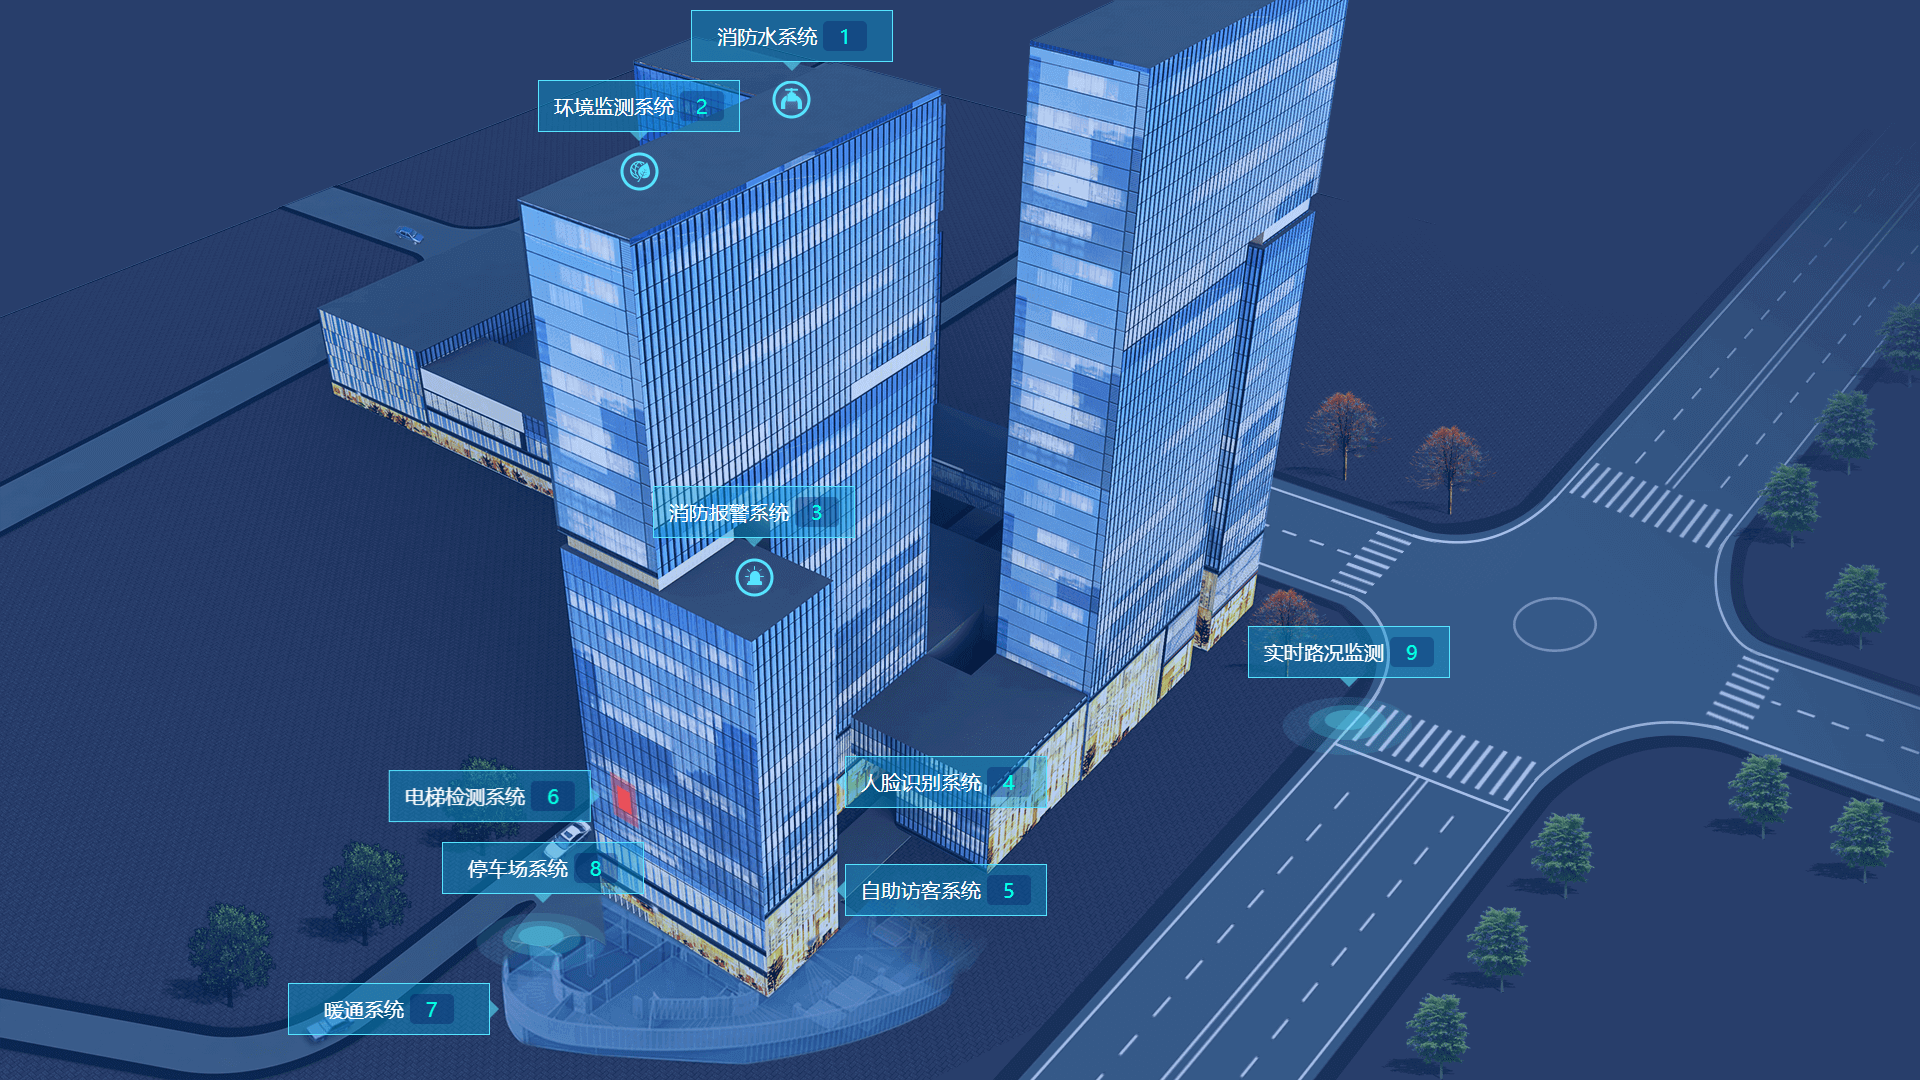 消防水系统 1
环境监测系统 2
消防报警系统 3
实时路况监测 9
人脸识别系统 4
电梯检测系统 6
停车场系统 8
自助访客系统 5
暖通系统 7